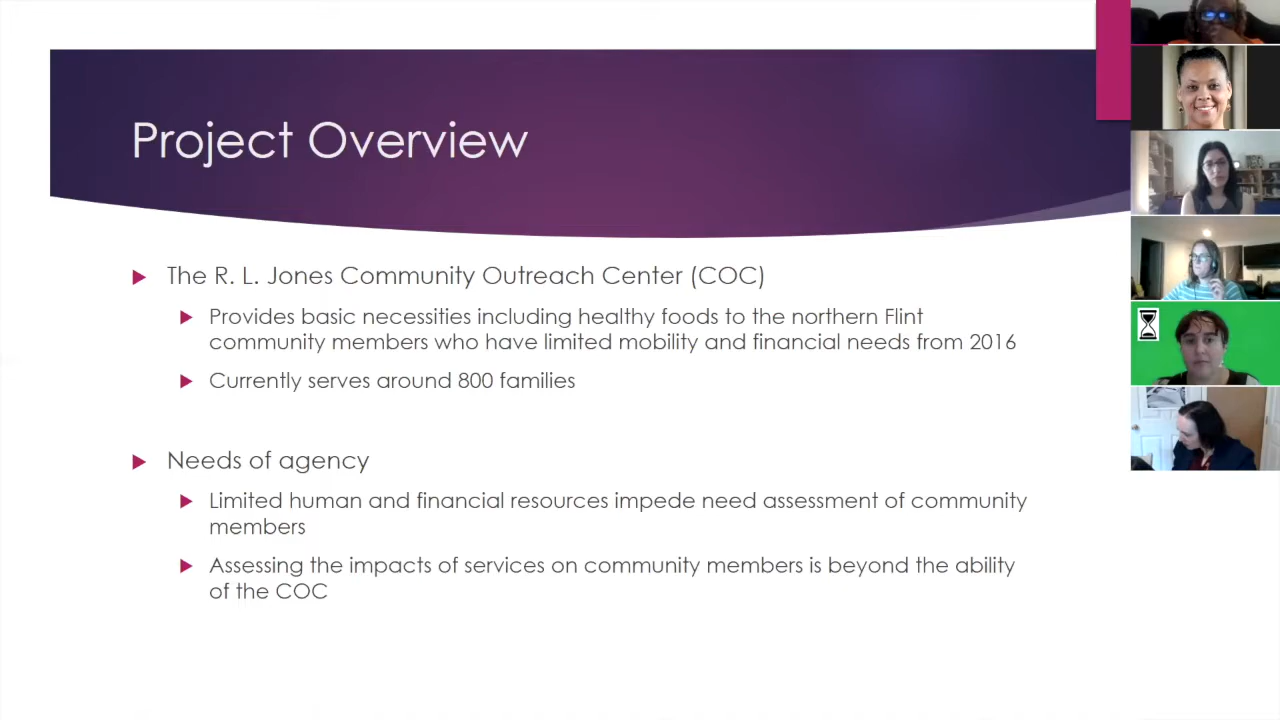 Project Overview
The R. L. Jones Community Outreach Center (COC)
Provides basic necessities including healthy foods to the northern Flint
community members who have limited mobility and financial needs from 2016
Currently serves around 800 families
Needs of agency
Limited human and financial resources impede need assessment of community
members
Assessing the impacts of services on community members is beyond the ability
of the COC